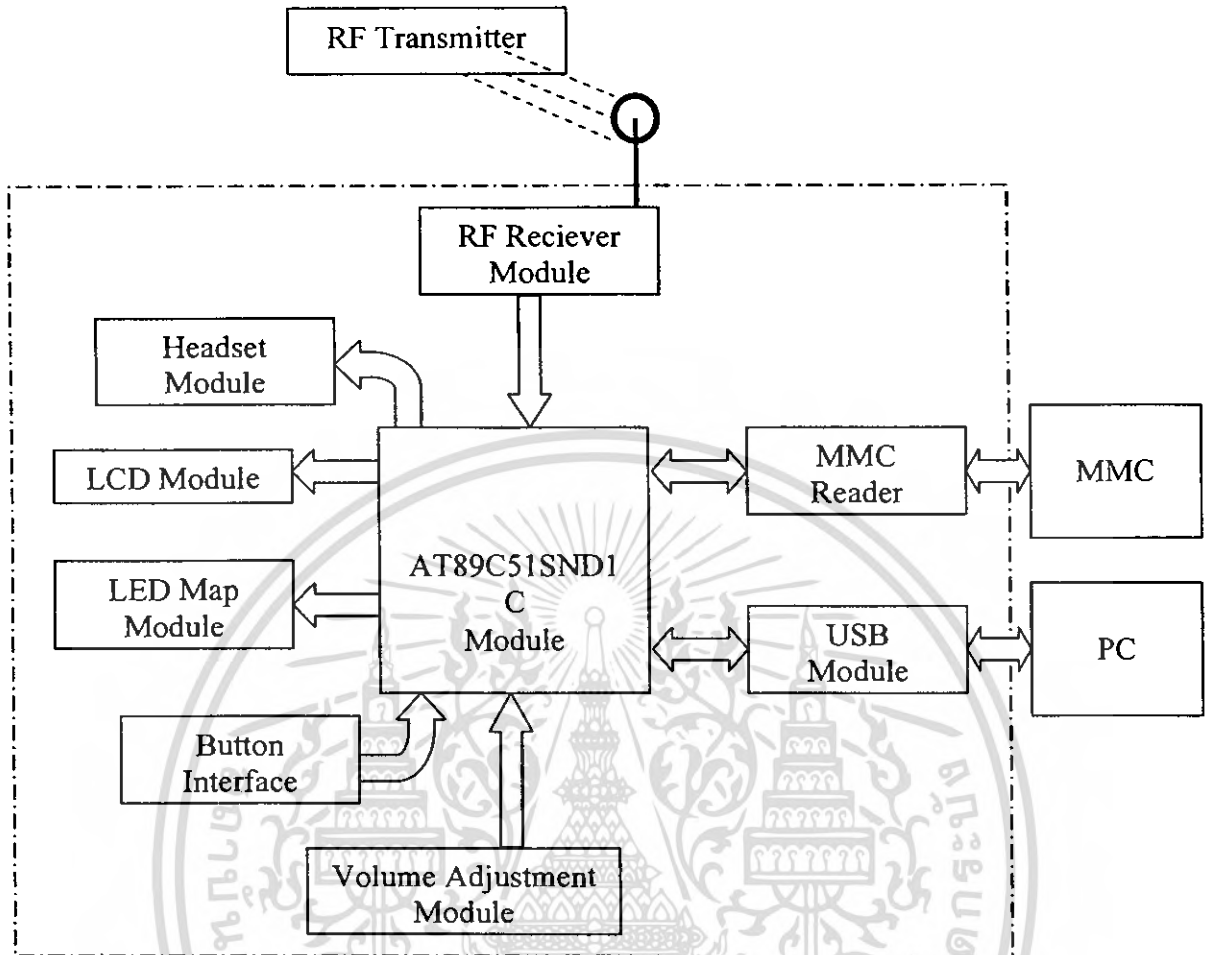 RF Transmitter
RF Reciever
Module
Headset
Module
LCD Module
LED Map
Module
AT89C51SND1
C
Module
MMC
Reader
MMC
USB
Module
PC
Button
Interface
Volume Adjustment
Module